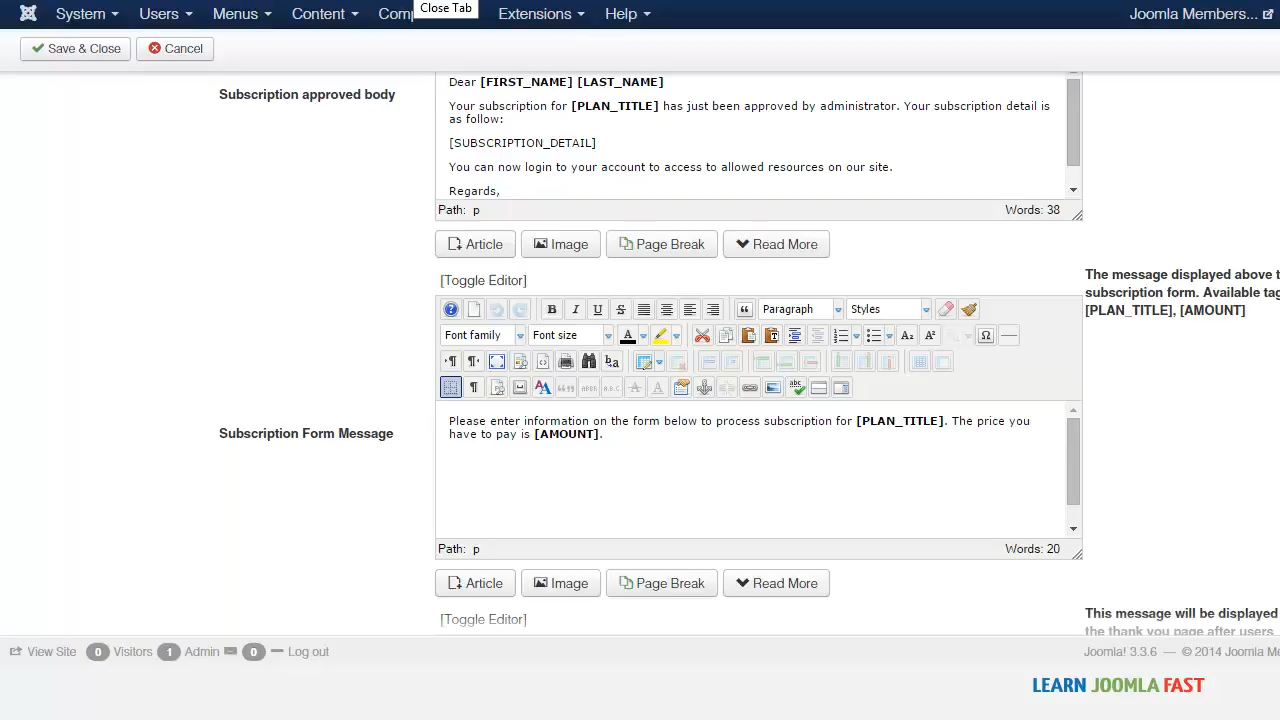 System Users Menus Content Comp Extensions Help Joomla Members...
Close Tab
Save & Close Cancel
Subscription approved body
Dear [FIRST_NAME] [LAST_NAME]
Your subscription for [PLAN_TITLE] has just been approved by administrator. Your subscription detail is
as follow:
[SUBSCRIPTION_DETAIL]
You can now login to your account to access to allowed resources on our site.
Regards,
Path: p Words: 38
Article Image Page Break Read More
[Toggle Editor]
The message displayed above t
subscription form. Available tag
[PLAN_TITLE], [AMOUNT]
Paragraph Styles
Font family Font size
Subscription Form Message
Please enter information on the form below to process subscription for [PLAN_TITLE]. The price you
have to pay is [AMOUNT].
Path: p Words: 20
Article Image Page Break Read More
[Toggle Editor]
This message will be displayed
the thank you page after users
View Site 0 Visitors 1 Admin 0 Log out
Joomla! 3.3.6 — © 2014 Joomla Me
LEARN JOOMLA FAST